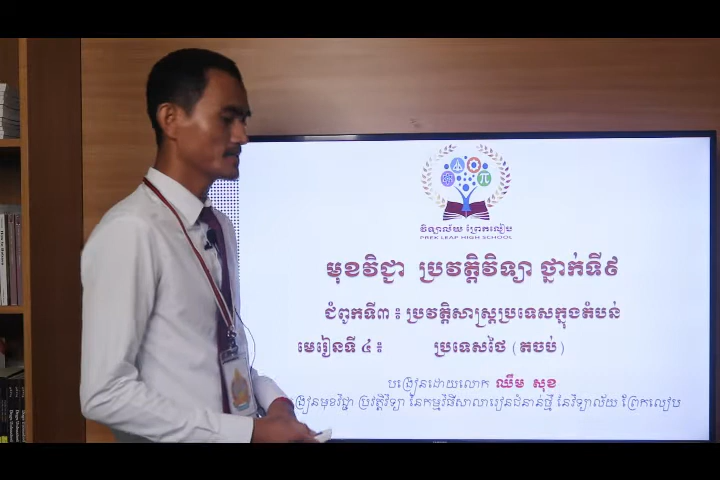 វិទ្យាល័យ ព្រែកលៀប
PREK LEAP HIGH SCHOOL
មុខវិជ្ជា ប្រវត្តិវិទ្យា ថ្នាក់ទី៩
ជំពូកទី៣ ៖ ប្រវត្តិសាស្ត្រប្រទេសក្នុងតំបន់
មេរៀនទី ៤ ៖ ប្រទេសថៃ (តចប់)
បង្រៀនដោយលោក ឈឹម សុខ
មុខវិជ្ជា ប្រវត្តិវិទ្យា នៃកម្មវិធីសាលារៀនជំនាន់ថ្មី នៃវិទ្យាល័យ ព្រែកលៀប